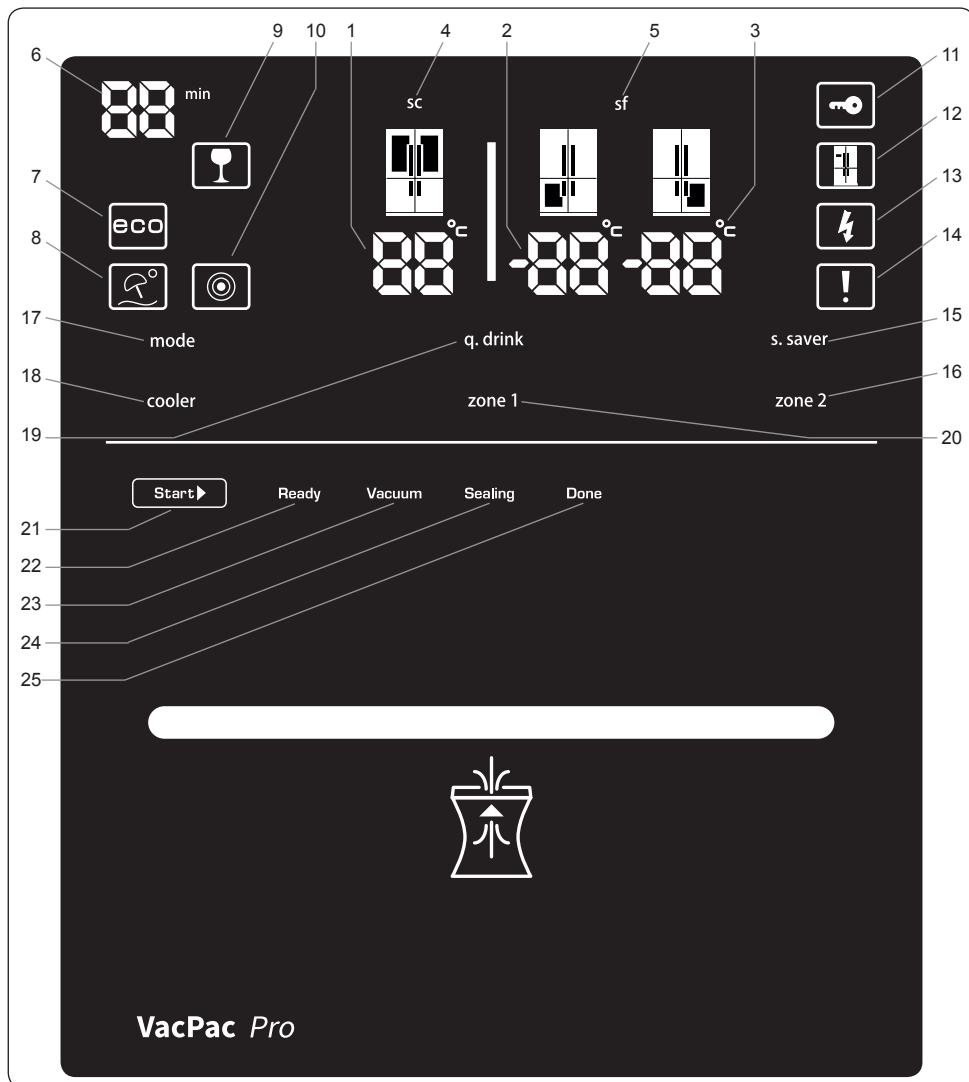 6 9 10 1 4 2 5 3 11
88 min sc sf
12
7 eco 88 °c -88 °c -88 °c 13
8 ! 14
17 mode q. drink s. saver 15
18 cooler zone 1 zone 2 16
19 20
Start Ready Vacuum Sealing Done
21
22
23
24
25
VacPac Pro